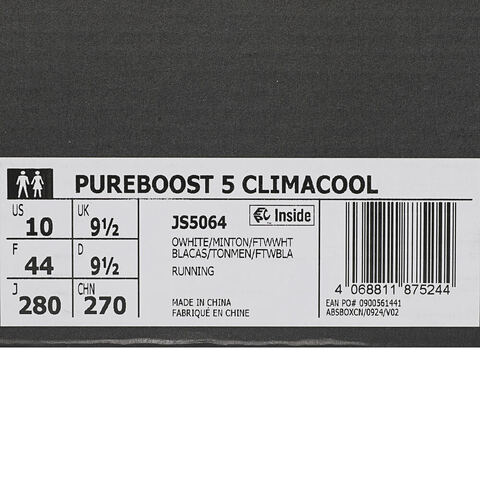 PUREBOOST 5 CLIMACOOL
US 10 UK 9½
F 44 D 9½
J 280 CHN 270
JS5064
Inside
OWHITE/MINTON/FTWWHT
BLACAS/TONMEN/FTWBLA
RUNNING
MADE IN CHINA
FABRIQUÉ EN CHINE
4 068811 875244
EAN PO# 0900561441
ABSBOXCN/0924/V02